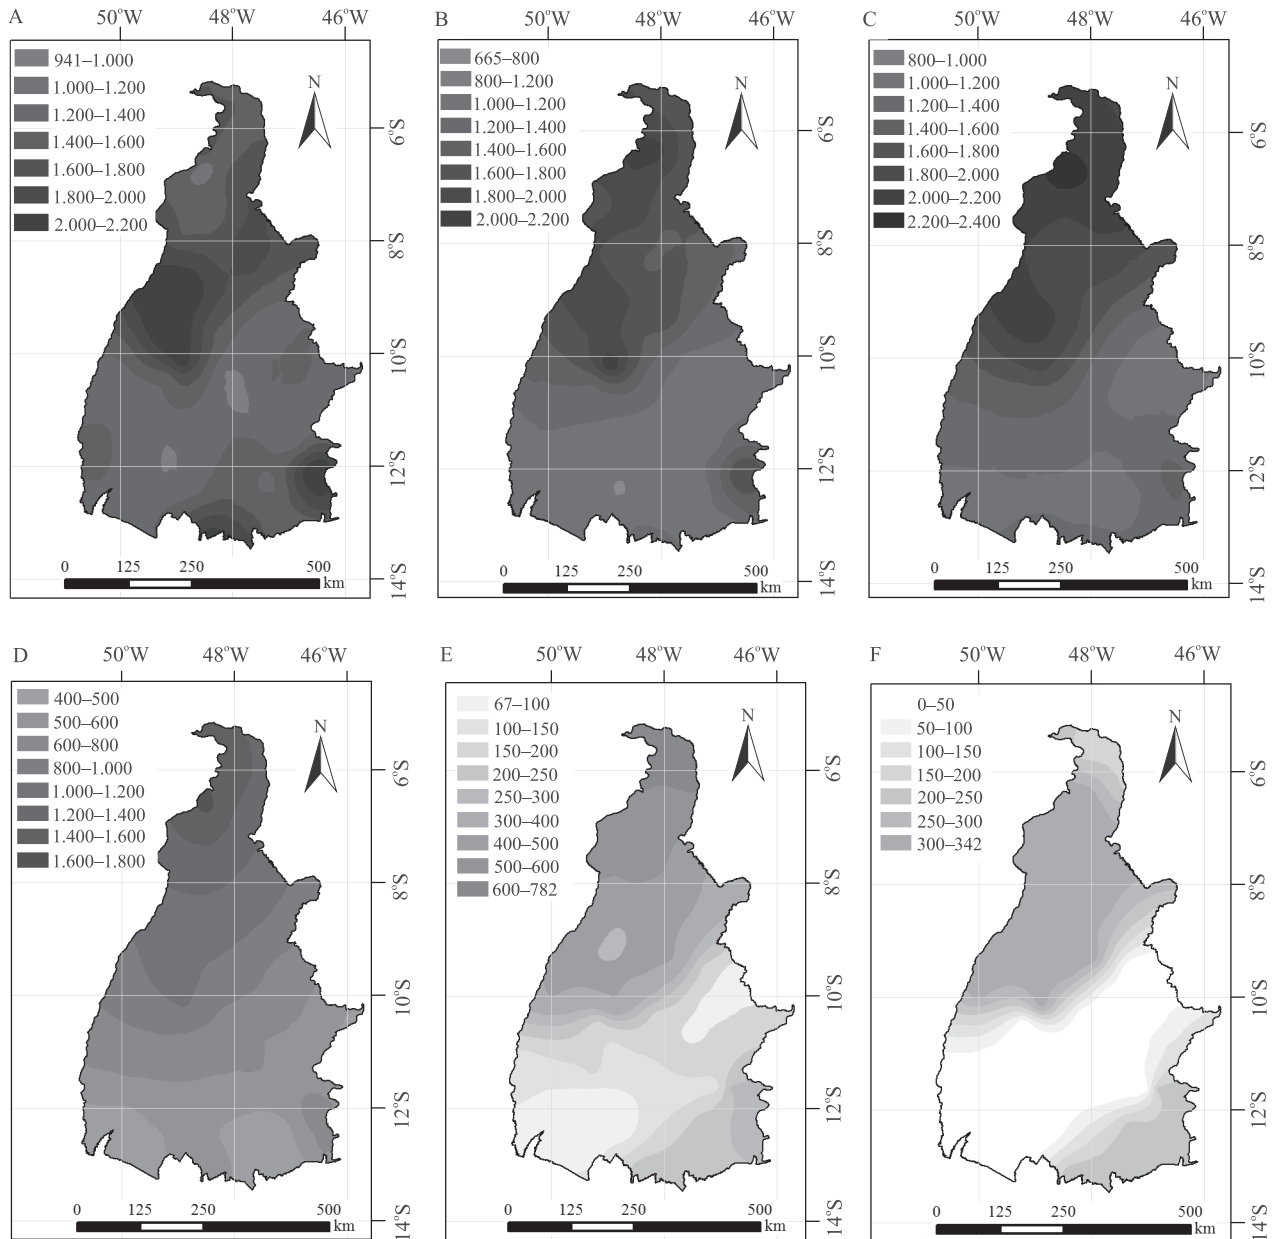 A 50°W 48°W 46°W
941–1.000
1.000–1.200
1.200–1.400
1.400–1.600
1.600–1.800
1.800–2.000
2.000–2.200
N
6°S
8°S
10°S
12°S
14°S
0 125 250 500
km
B 50°W 48°W 46°W
665–800
800–1.200
1.000–1.200
1.200–1.400
1.400–1.600
1.600–1.800
1.800–2.000
2.000–2.200
N
6°S
8°S
10°S
12°S
14°S
0 125 250 500
km
C 50°W 48°W 46°W
800–1.000
1.000–1.200
1.200–1.400
1.400–1.600
1.600–1.800
1.800–2.000
2.000–2.200
2.200–2.400
N
6°S
8°S
10°S
12°S
14°S
0 125 250 500
km
D 50°W 48°W 46°W
400–500
500–600
600–800
800–1.000
1.000–1.200
1.200–1.400
1.400–1.600
1.600–1.800
N
6°S
8°S
10°S
12°S
14°S
0 125 250 500
km
E 50°W 48°W 46°W
67–100
100–150
150–200
200–250
250–300
300–400
400–500
500–600
600–782
N
6°S
8°S
10°S
12°S
14°S
0 125 250 500
km
F 50°W 48°W 46°W
0–50
50–100
100–150
150–200
200–250
250–300
300–342
N
6°S
8°S
10°S
12°S
14°S
0 125 250 500
km